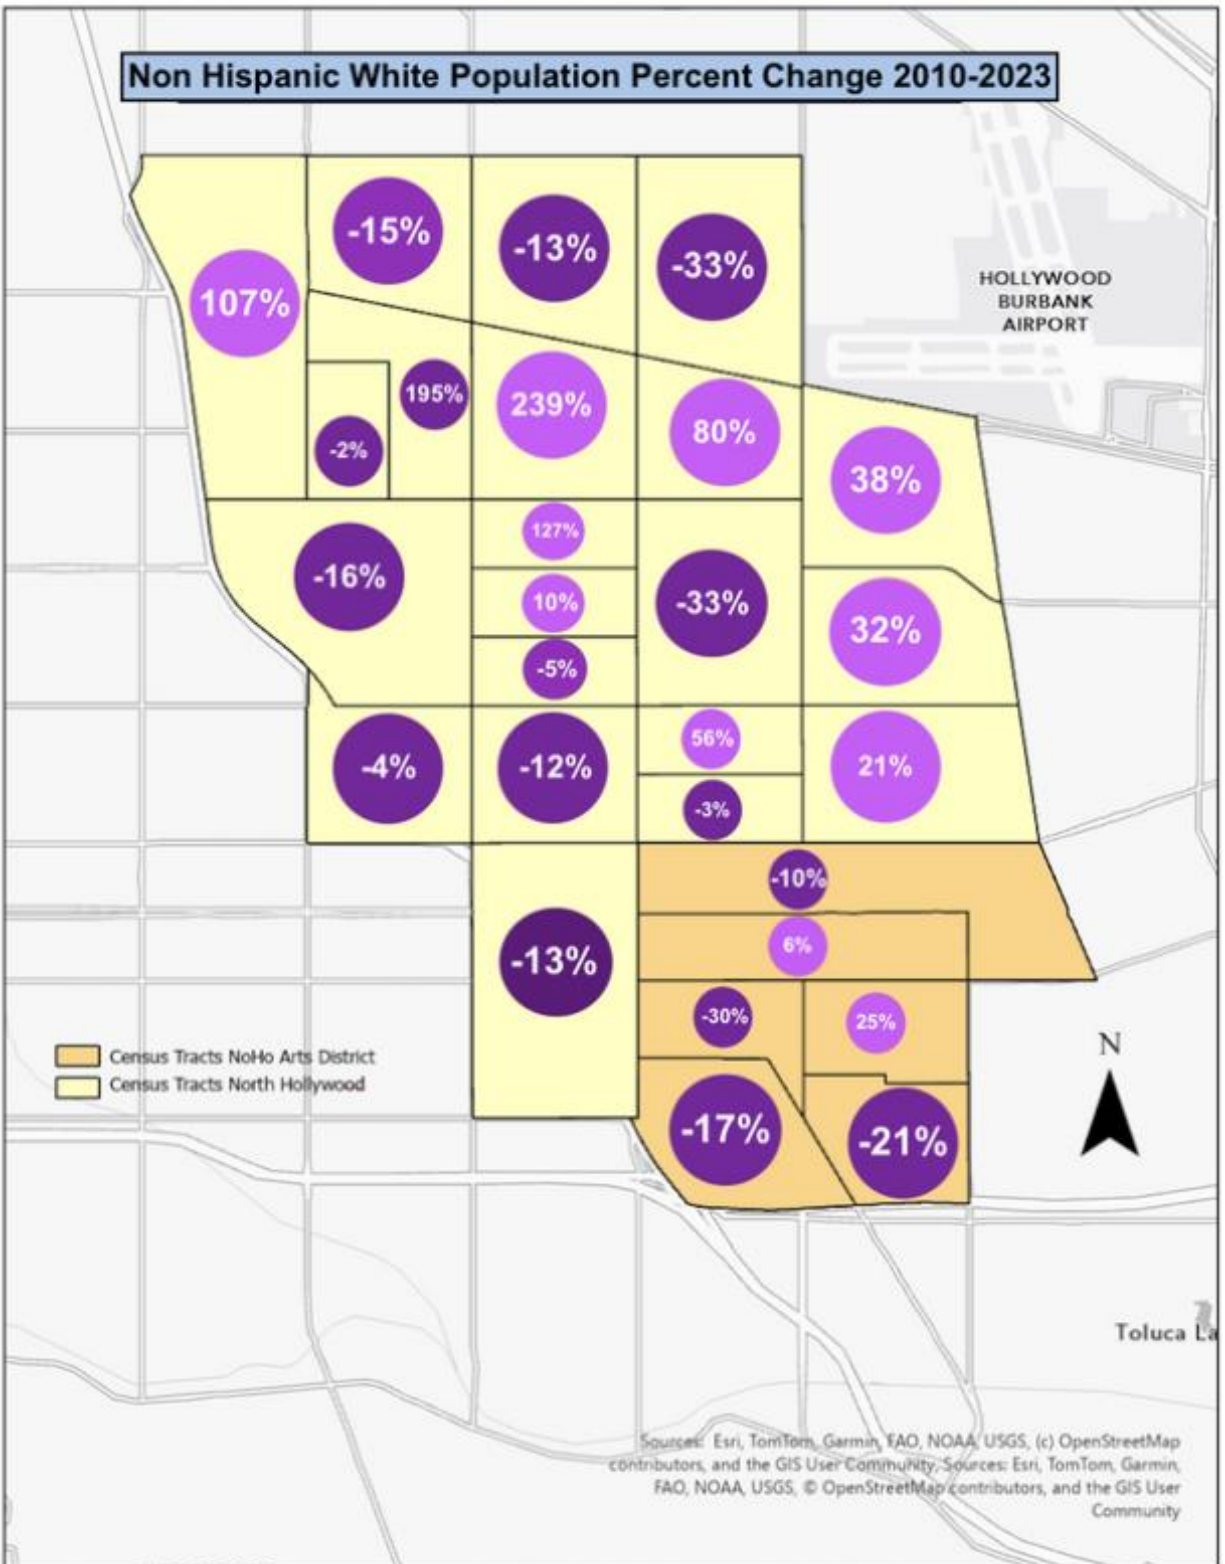 Non Hispanic White Population Percent Change 2010-2023
-15%
-13%
-33%
107%
HOLLYWOOD
BURBANK
AIRPORT
195%
239%
80%
-2%
38%
127%
-16%
10%
-33%
32%
-5%
56%
-4%
-12%
21%
-3%
-10%
6%
-13%
-30%
25%
N
Census Tracts NoHo Arts District
Census Tracts North Hollywood
-17%
-21%
Toluca La
Sources: Esri, TomTom, Garmin, FAO, NOAA, USGS, (c) OpenStreetMap
contributors, and the GIS User Community, Sources: Esri, TomTom, Garmin,
FAO, NOAA, USGS, © OpenStreetMap contributors, and the GIS User
Community